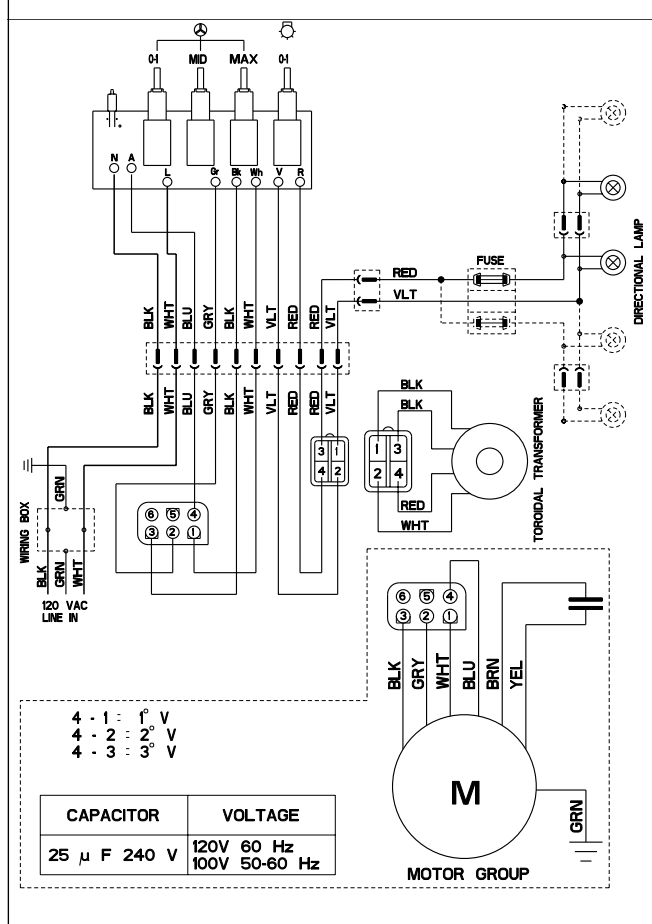 0-1 MID MAX 0-1
N A L Gr Bk Wh V R
RED
VLT
FUSE
DIRECTIONAL LAMP
BLK WHT BLU GRY BLK WHT VLT RED RED VLT
BLK WHT BLU GRY BLK WHT VLT RED RED VLT
3 1
4 2
BLK
BLK
1 3
2 4
RED
WHT
TOROIDAL TRANSFORMER
GRN
WIRING BOX
BLK GRN WHT
120 VAC
LINE IN
6 5 4
3 2 1
6 5 4
3 2 1
BLK GRY WHT BLU BRN YEL
M
GRN
MOTOR GROUP
4 - 1 : 1° V
4 - 2 : 2° V
4 - 3 : 3° V
CAPACITOR VOLTAGE
25 μ F 240 V
120V 60 Hz
100V 50-60 Hz